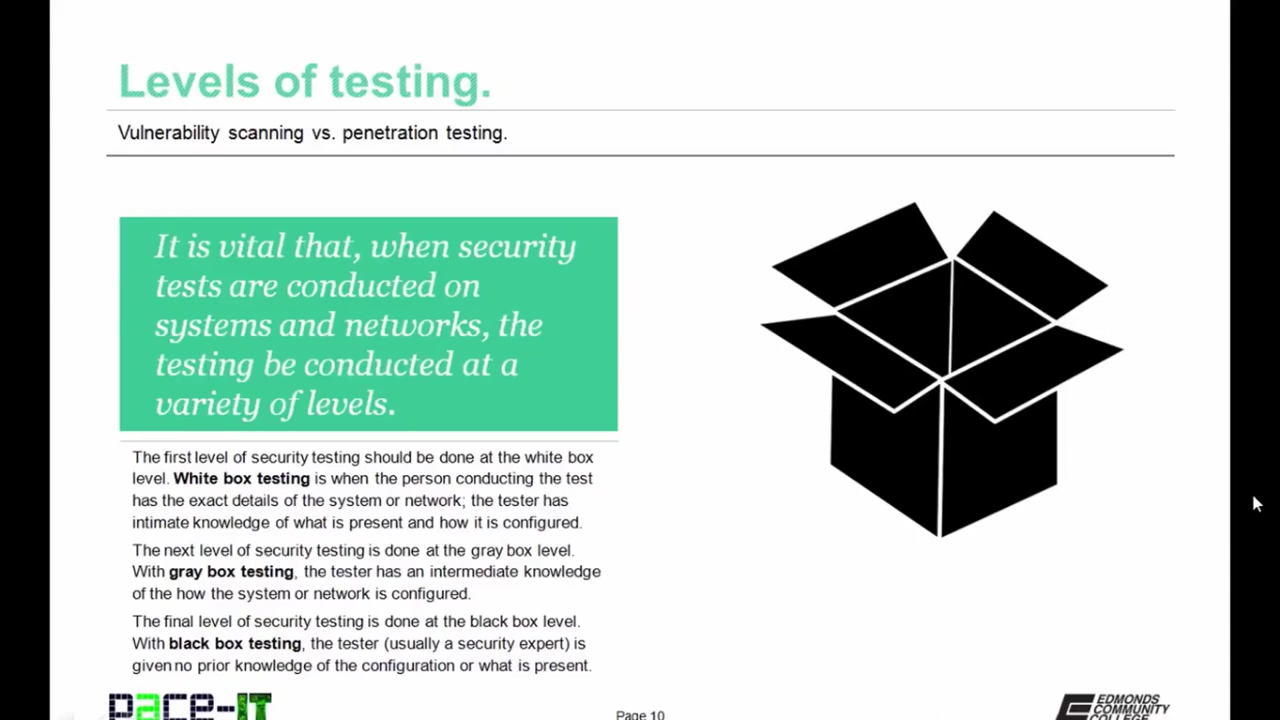 Levels of testing.
Vulnerability scanning vs. penetration testing.
It is vital that, when security
tests are conducted on
systems and networks, the
testing be conducted at a
variety of levels.
The first level of security testing should be done at the white box
level. White box testing is when the person conducting the test
has the exact details of the system or network; the tester has
intimate knowledge of what is present and how it is configured.
The next level of security testing is done at the gray box level.
With gray box testing, the tester has an intermediate knowledge
of the how the system or network is configured.
The final level of security testing is done at the black box level.
With black box testing, the tester (usually a security expert) is
given no prior knowledge of the configuration or what is present.
PACE-IT
Page 10
EDMONDS
COMMUNITY
COLLEGE